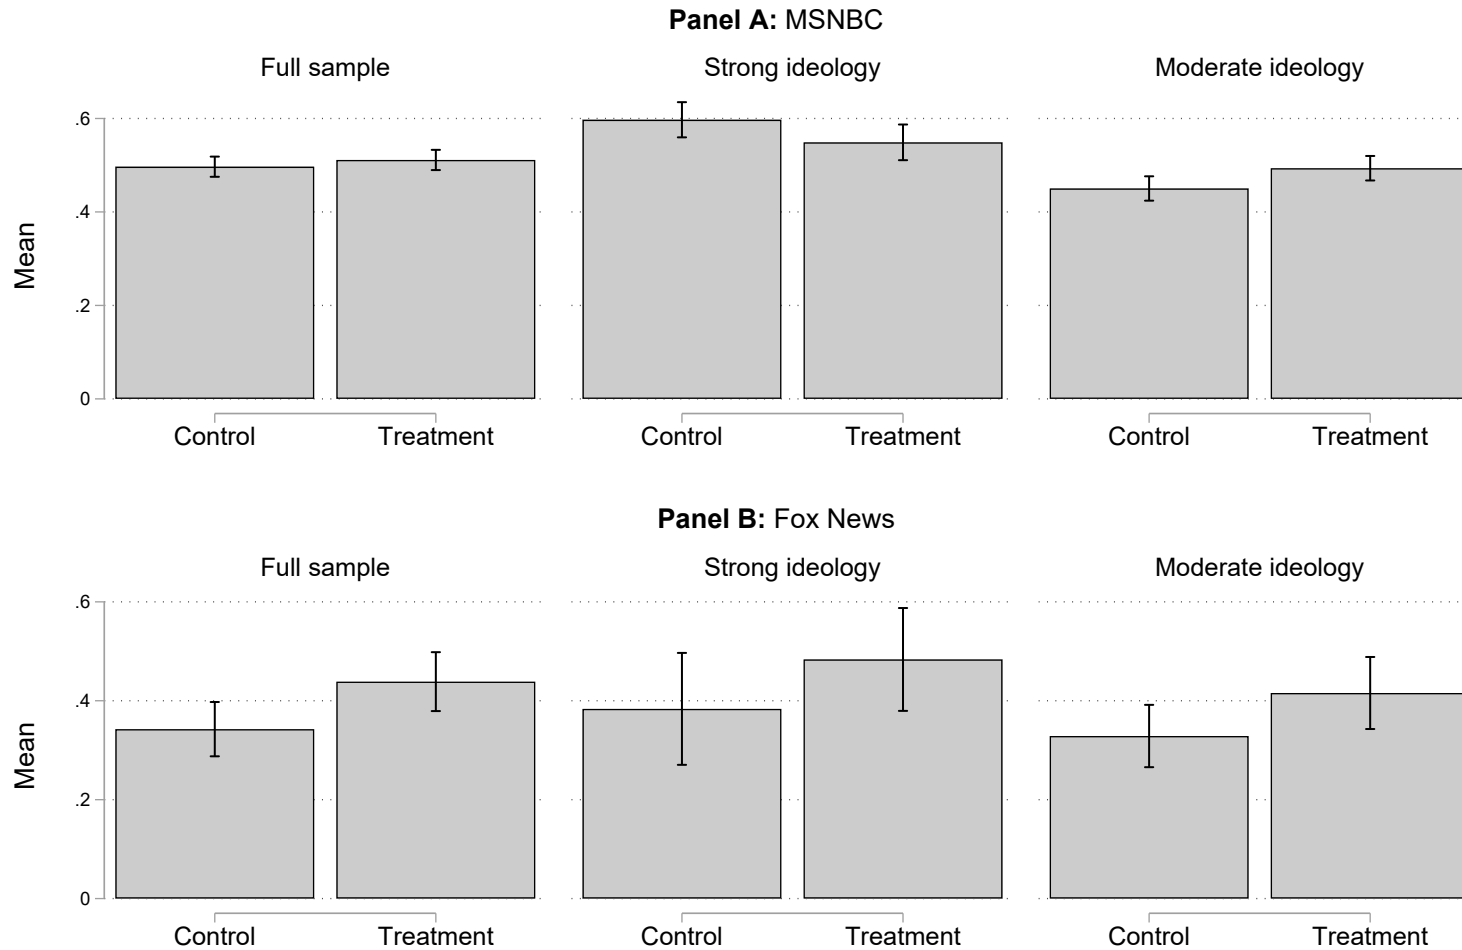 Panel A: MSNBC
Full sample
Strong ideology
Moderate ideology
Mean
.6
.4
.2
0
Control
Treatment
Control
Treatment
Control
Treatment
Panel B: Fox News
Full sample
Strong ideology
Moderate ideology
Mean
.6
.4
.2
0
Control
Treatment
Control
Treatment
Control
Treatment